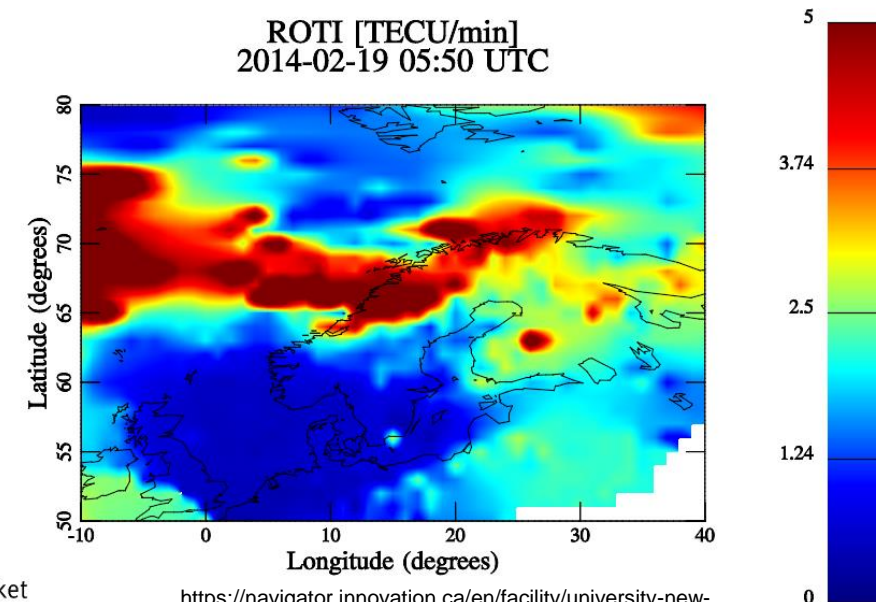 ROTI [TECU/min]
2014-02-19 05:50 UTC
5
3.74
2.5
1.24
0
80
75
70
65
60
55
50
Latitude (degrees)
-10 0 10 20 30 40
Longitude (degrees)
ket
https://navigator.innovation.ca/en/facility/university-new-